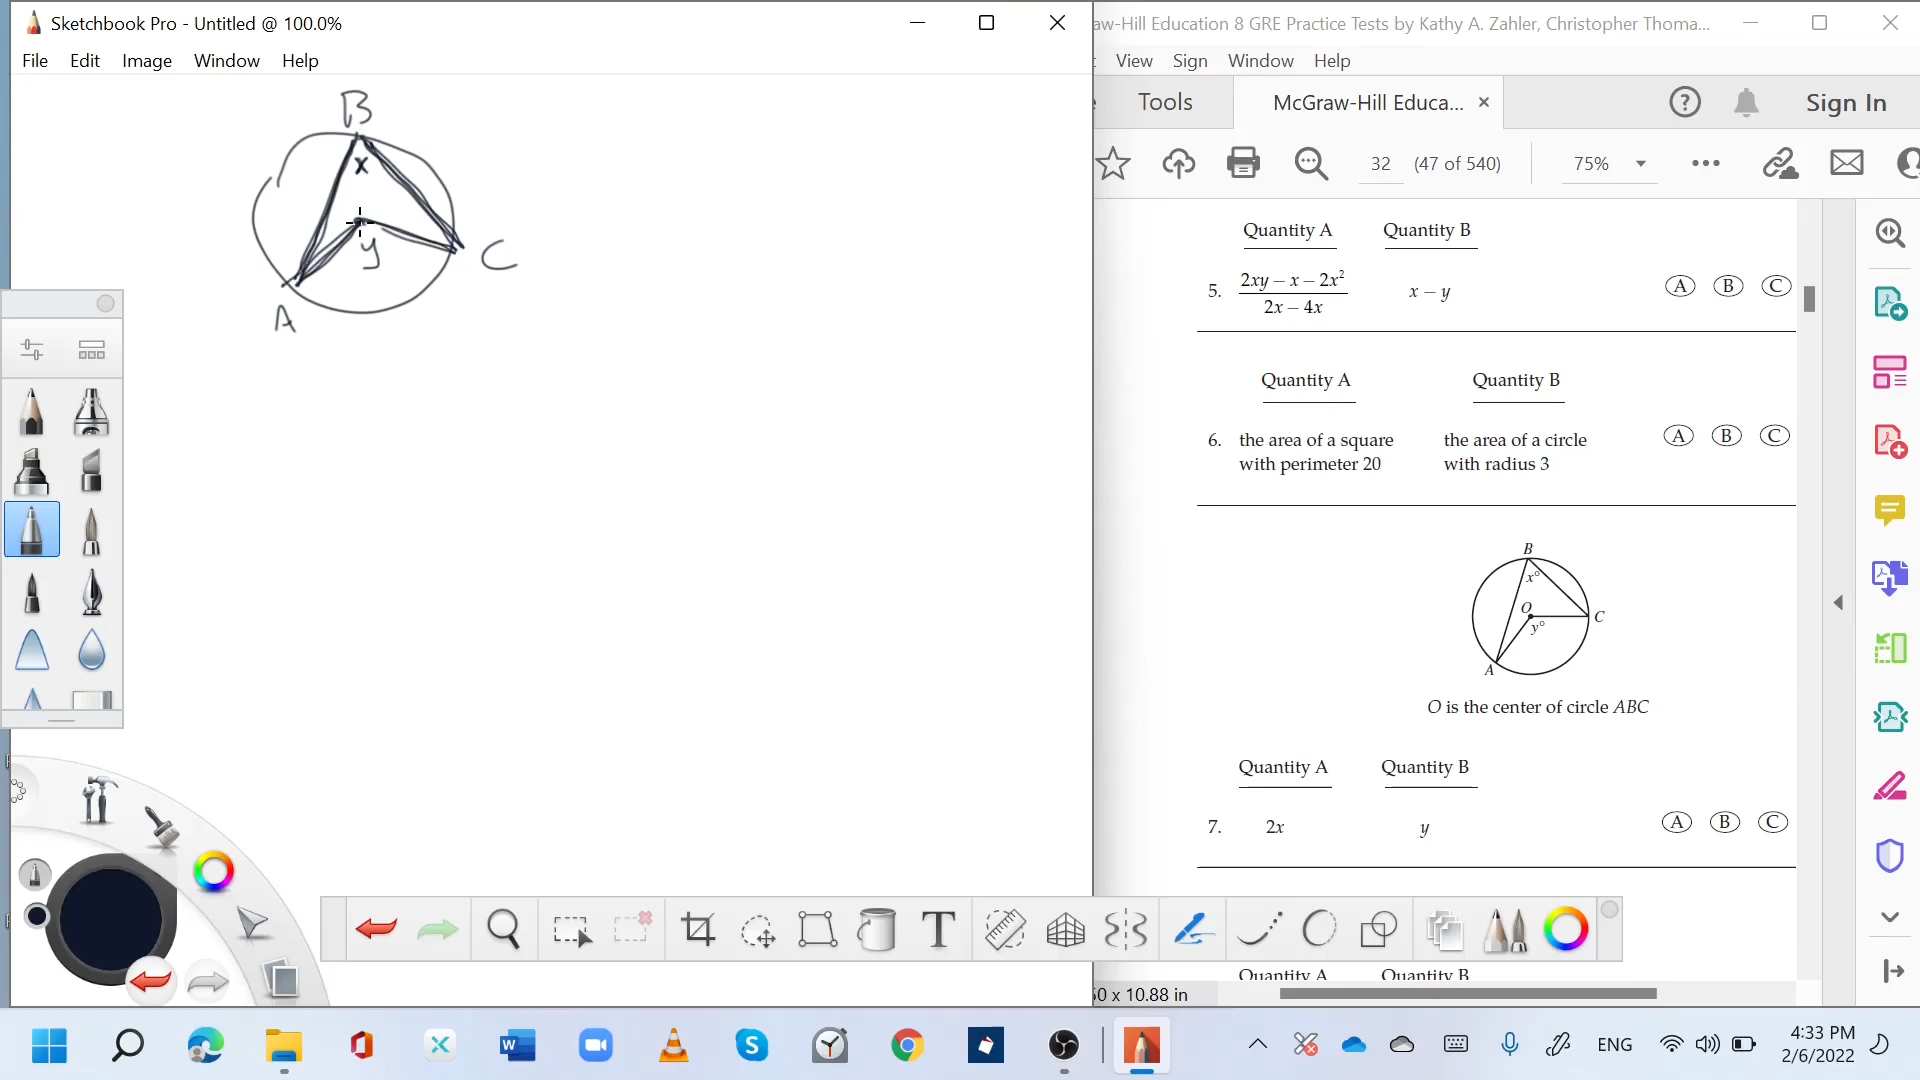 Sketchbook Pro - Untitled @ 100.0%
File Edit Image Window Help
B
x
y
C
A
aw-Hill Education 8 GRE Practice Tests by Kathy A. Zahler, Christopher Thoma...
View Sign Window Help
Tools McGraw-Hill Educa... × Sign In
32 (47 of 540) 75%
Quantity A Quantity B
5. (2xy − x − 2x²)/(2x − 4x) x − y A B C
Quantity A Quantity B
6. the area of a square the area of a circle A B C
with perimeter 20 with radius 3
B
x°
O
C
y°
A
O is the center of circle ABC
Quantity A Quantity B
7. 2x y A B C
Quantity A Quantity B
0 x 10.88 in
T
ENG
4:33 PM
2/6/2022